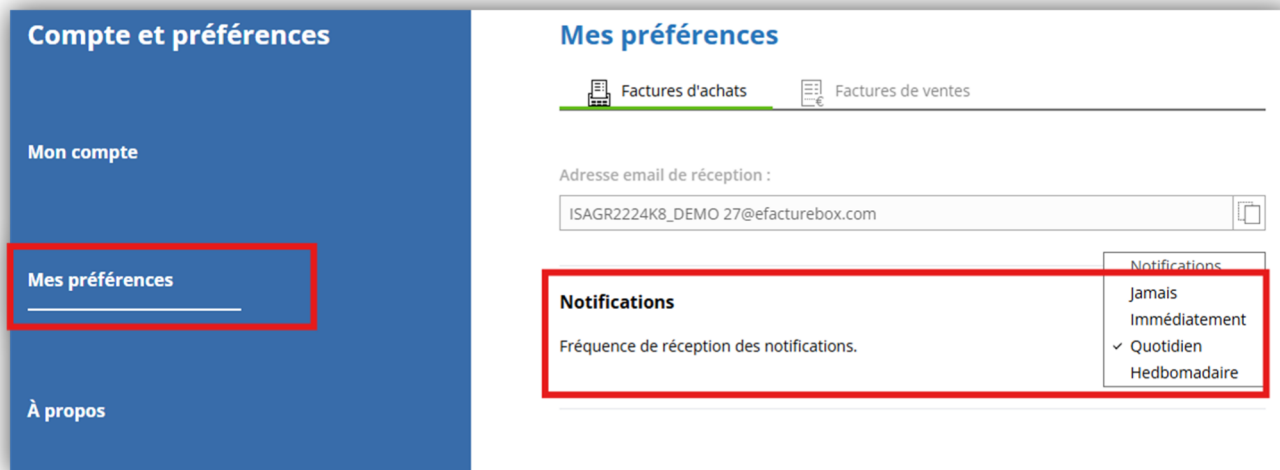 Compte et préférences
Mon compte
Mes préférences
À propos
Mes préférences
Factures d'achats
Factures de ventes
Adresse email de réception :
ISAGR2224K8_DEMO 27@efacturebox.com
Notifications
Notifications
Fréquence de réception des notifications.
Jamais
Immédiatement
Quotidien
Hedbomadaire